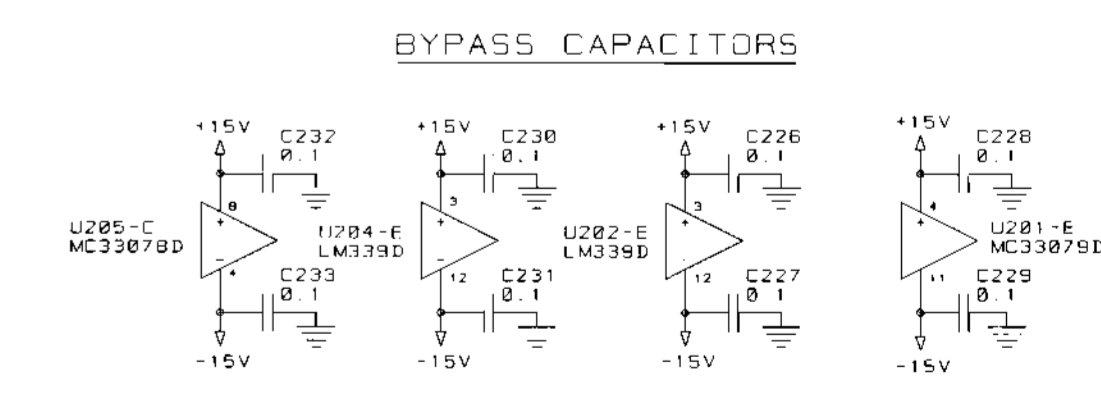 BYPASS CAPACITORS
+15V
C232
0.1
8
U205-C
MC33078D
+
-
4
C233
0.1
-15V
+15V
C230
0.1
3
U204-E
LM339D
+
-
12
C231
0.1
-15V
+15V
C226
0.1
3
U202-E
LM339D
+
-
12
C227
0.1
-15V
+15V
C228
0.1
4
U201-E
MC33079D
+
-
11
C229
0.1
-15V